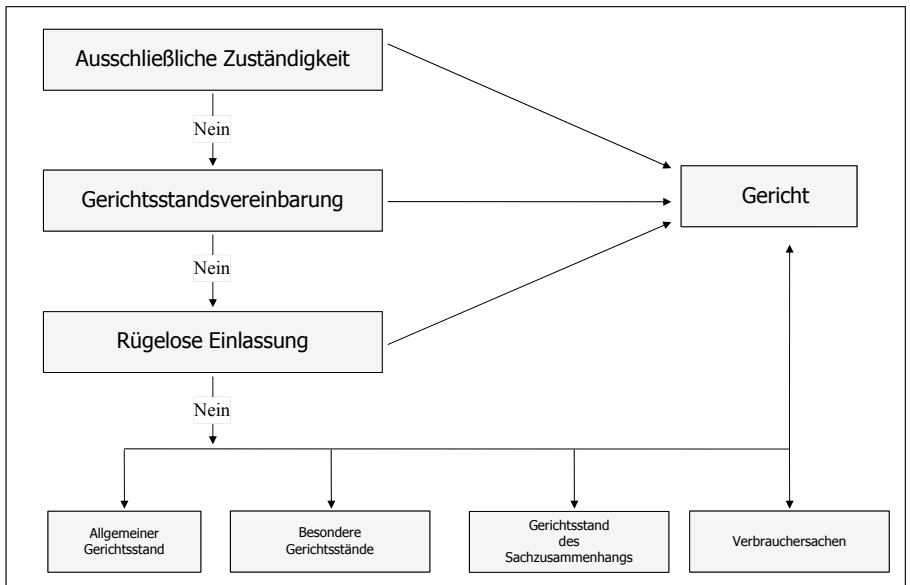 Ausschließliche Zuständigkeit
Nein
Gerichtsstandsvereinbarung
Gericht
Nein
Rügelose Einlassung
Nein
Allgemeiner
Gerichtsstand
Besondere
Gerichtsstände
Gerichtsstand
des
Sachzusammenhangs
Verbrauchersachen